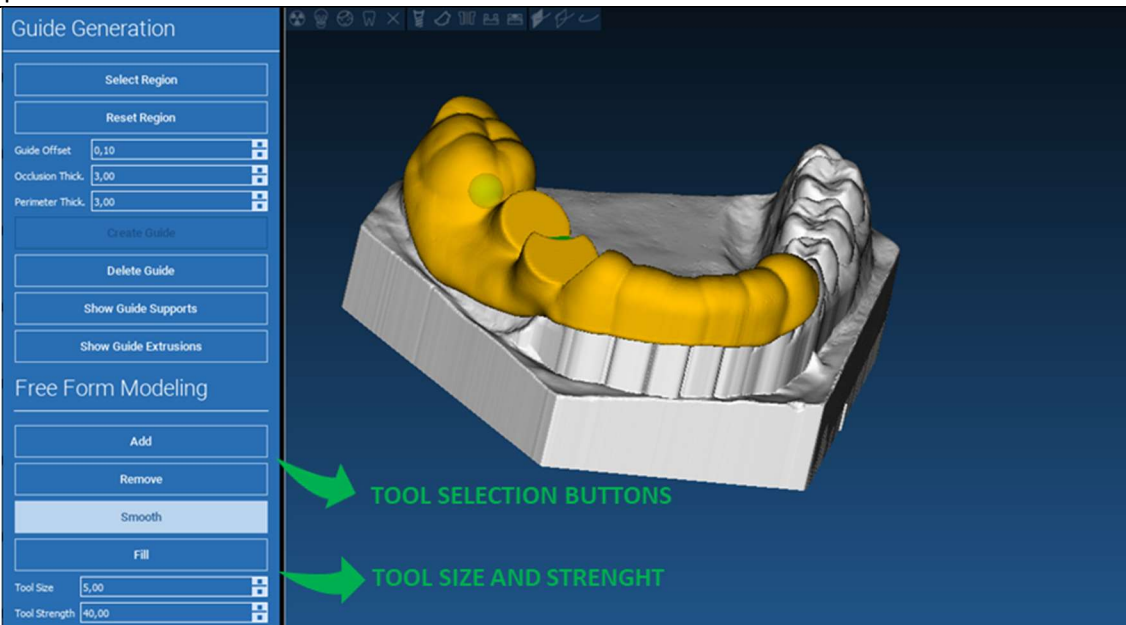 Guide Generation
Select Region
Reset Region
Guide Offset 0,10
Occlusion Thick. 3,00
Perimeter Thick. 3,00
Create Guide
Delete Guide
Show Guide Supports
Show Guide Extrusions
Free Form Modeling
Add
Remove
TOOL SELECTION BUTTONS
Smooth
Fill
TOOL SIZE AND STRENGHT
Tool Size 5,00
Tool Strength 40,00